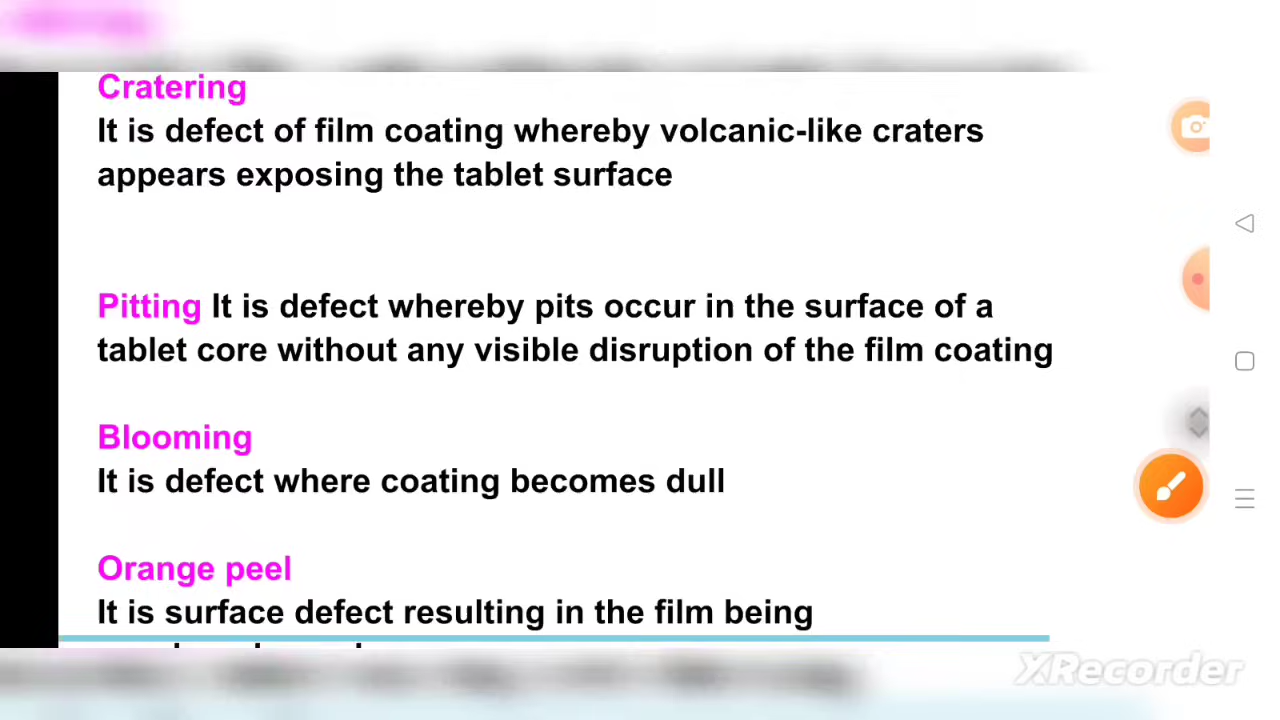 Cratering
It is defect of film coating whereby volcanic-like craters
appears exposing the tablet surface
Pitting It is defect whereby pits occur in the surface of a
tablet core without any visible disruption of the film coating
Blooming
It is defect where coating becomes dull
Orange peel
It is surface defect resulting in the film being
XRecorder